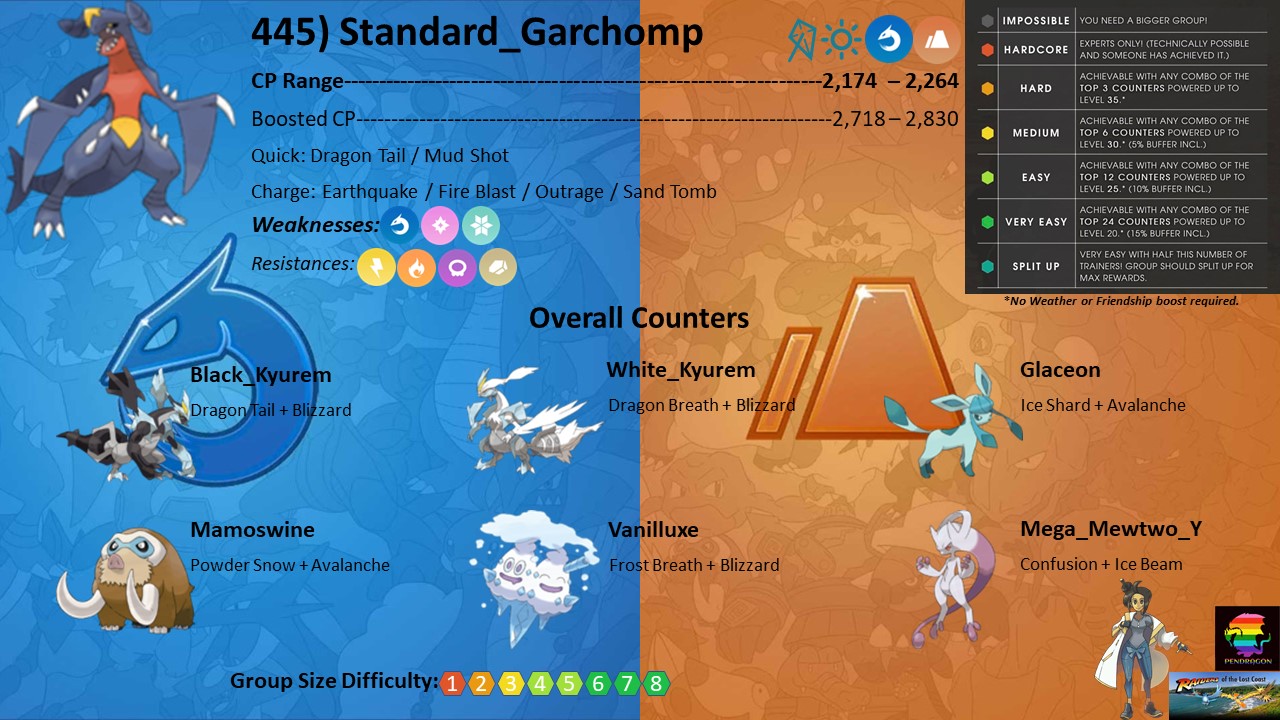 445) Standard_Garchomp
CP Range------------------------------------------------------------------------------2,174 – 2,264
Boosted CP------------------------------------------------------------------------------2,718 – 2,830
Quick: Dragon Tail / Mud Shot
Charge: Earthquake / Fire Blast / Outrage / Sand Tomb
Weaknesses:
Resistances:
IMPOSSIBLE YOU NEED A BIGGER GROUP!
HARDCORE EXPERTS ONLY! (TECHNICALLY POSSIBLE
AND SOMEONE HAS ACHIEVED IT.)
HARD ACHIEVABLE WITH ANY COMBO OF THE
TOP 3 COUNTERS POWERED UP TO
LEVEL 35.*
MEDIUM ACHIEVABLE WITH ANY COMBO OF THE
TOP 6 COUNTERS POWERED UP TO
LEVEL 30.* (5% BUFFER INCL.)
EASY ACHIEVABLE WITH ANY COMBO OF THE
TOP 12 COUNTERS POWERED UP TO
LEVEL 25.* (10% BUFFER INCL.)
VERY EASY ACHIEVABLE WITH ANY COMBO OF THE
TOP 24 COUNTERS POWERED UP TO
LEVEL 20.* (15% BUFFER INCL.)
SPLIT UP VERY EASY WITH HALF THIS NUMBER OF
TRAINERS! GROUP SHOULD SPLIT UP FOR
MAX REWARDS.
*No Weather or Friendship boost required.
Overall Counters
Black_Kyurem
Dragon Tail + Blizzard
White_Kyurem
Dragon Breath + Blizzard
Glaceon
Ice Shard + Avalanche
Mamoswine
Powder Snow + Avalanche
Vanilluxe
Frost Breath + Blizzard
Mega_Mewtwo_Y
Confusion + Ice Beam
Group Size Difficulty: 1 2 3 4 5 6 7 8
PENDRAGON
RAIDERS of the Lost Coast